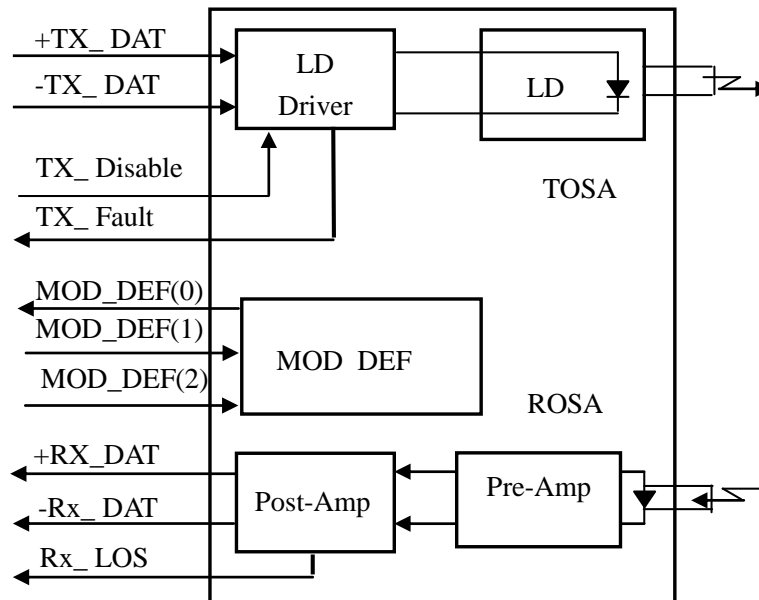 +TX_ DAT
-TX_ DAT
LD
Driver
LD
TX_ Disable
TX_ Fault
TOSA
MOD_DEF(0)
MOD_DEF(1)
MOD_DEF(2)
MOD DEF
ROSA
+RX_DAT
-Rx_ DAT
Rx_ LOS
Post-Amp
Pre-Amp